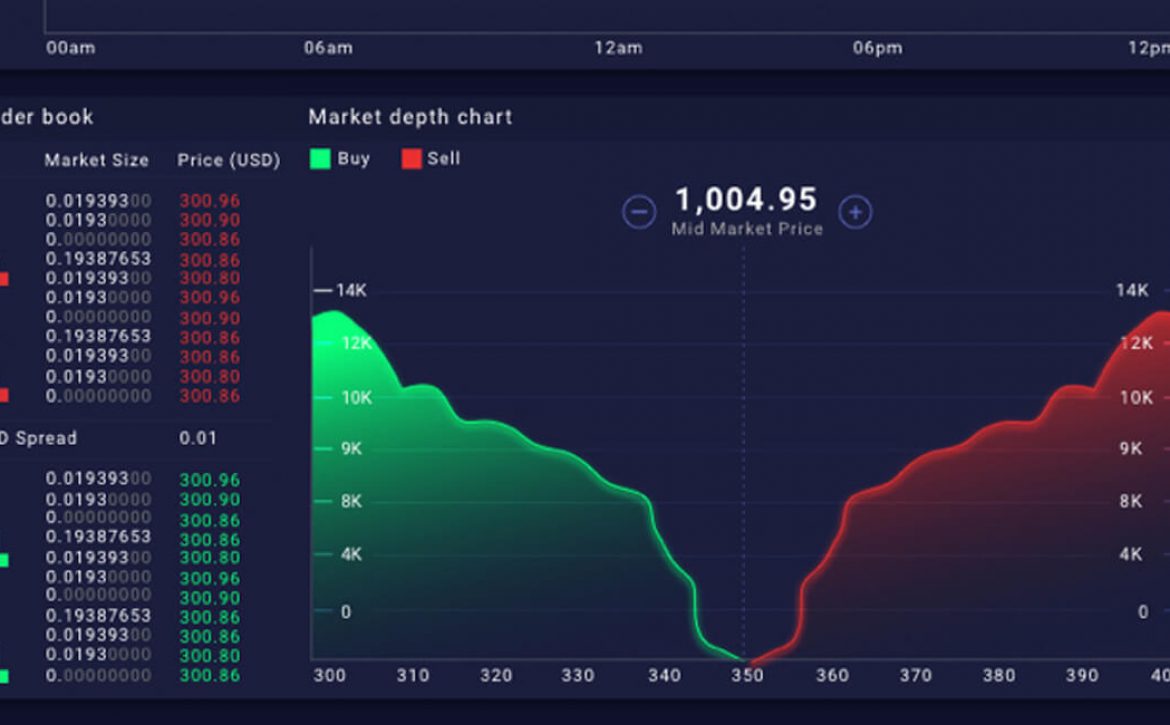 00am 06am 12am 06pm 12pm
der book
Market Size Price (USD)
0.01939300 300.96
0.01930000 300.90
0.00000000 300.86
0.19387653 300.86
0.01939300 300.80
0.01930000 300.96
0.00000000 300.90
0.19387653 300.86
0.01939300 300.86
0.01930000 300.80
0.00000000 300.86
D Spread 0.01
0.01939300 300.96
0.01930000 300.90
0.00000000 300.86
0.19387653 300.86
0.01939300 300.80
0.01930000 300.96
0.00000000 300.90
0.19387653 300.86
0.01939300 300.86
0.01930000 300.80
0.00000000 300.86
Market depth chart
Buy Sell
1,004.95
Mid Market Price
14K 14K
12K 12K
10K 10K
9K 9K
8K 8K
4K 4K
0 0
300 310 320 330 340 350 360 370 380 390 40